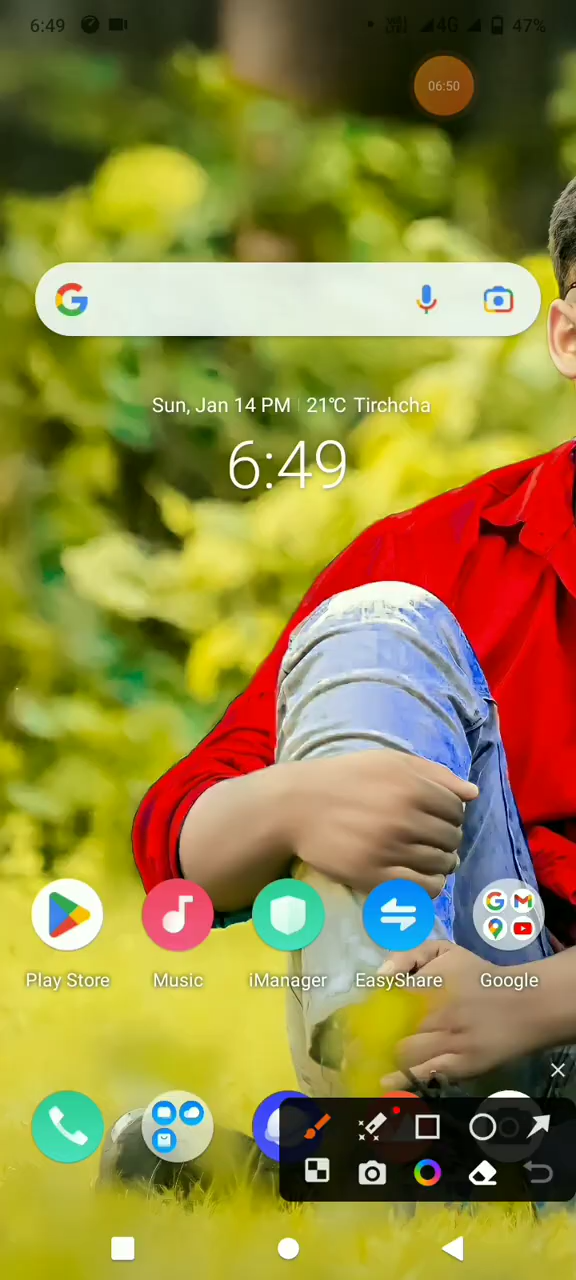 6:49
4G 47%
06:50
Sun, Jan 14 PM 21℃ Tirchcha
6:49
Play Store Music iManager EasyShare Google